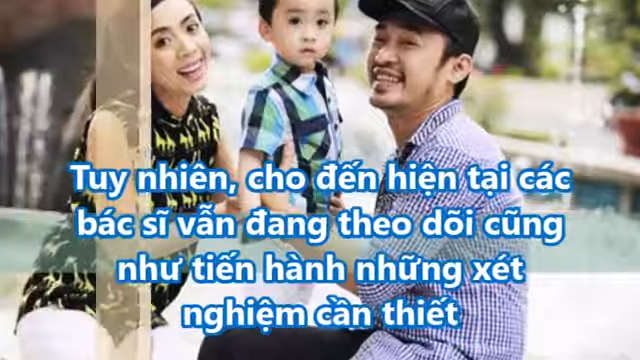 Tuy nhiên, cho đến hiện tại các
bác sĩ vẫn đang theo dõi cũng
như tiến hành những xét
nghiệm cần thiết